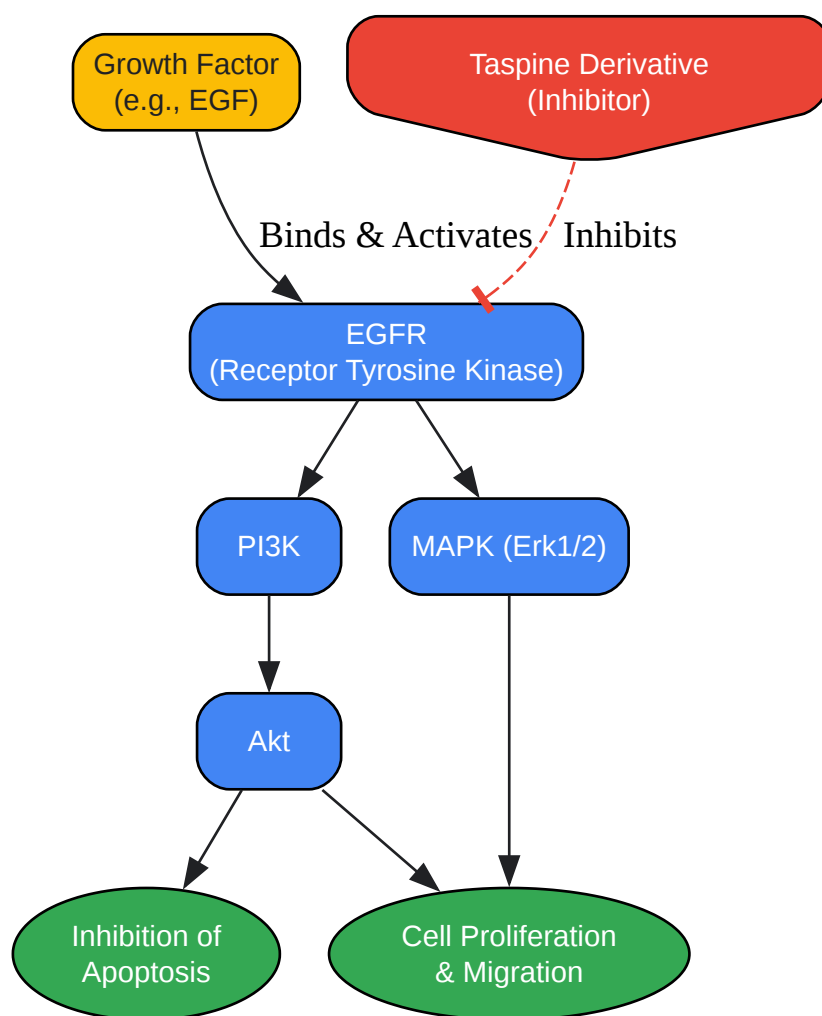 Growth Factor
(e.g., EGF)
Taspine Derivative
(Inhibitor)
Binds & Activates
Inhibits
EGFR
(Receptor Tyrosine Kinase)
PI3K
MAPK (Erk1/2)
Akt
Inhibition of
Apoptosis
Cell Proliferation
& Migration